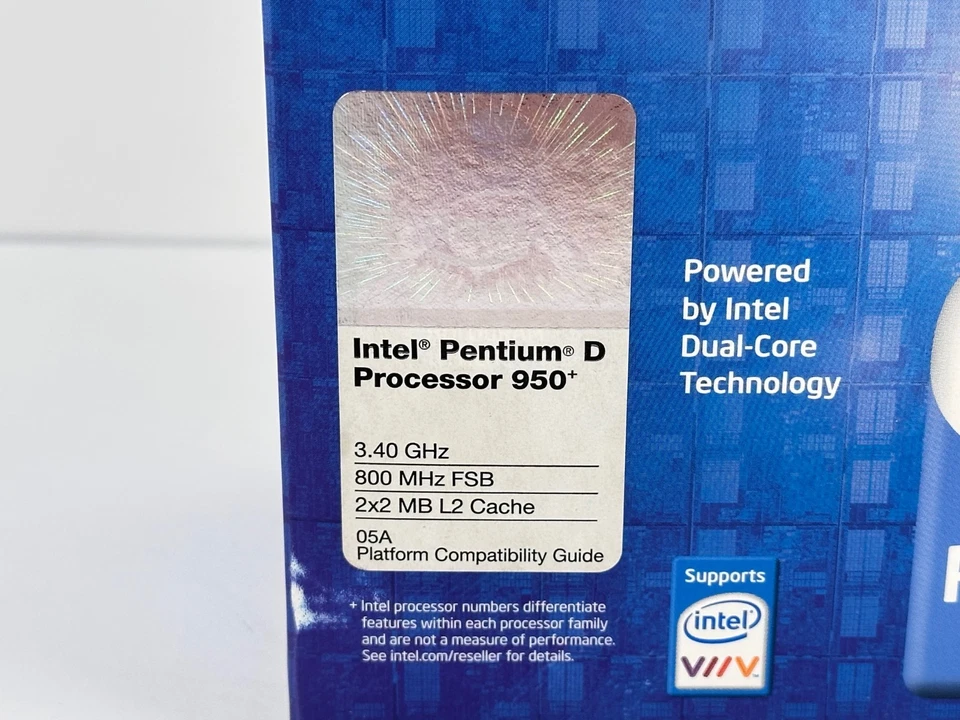 Intel® Pentium® D
Processor 950+
3.40 GHz
800 MHz FSB
2x2 MB L2 Cache
05A
Platform Compatibility Guide
+ Intel processor numbers differentiate
features within each processor family
and are not a measure of performance.
See intel.com/reseller for details.
Powered
by Intel
Dual-Core
Technology
Supports
intel
VIIV™